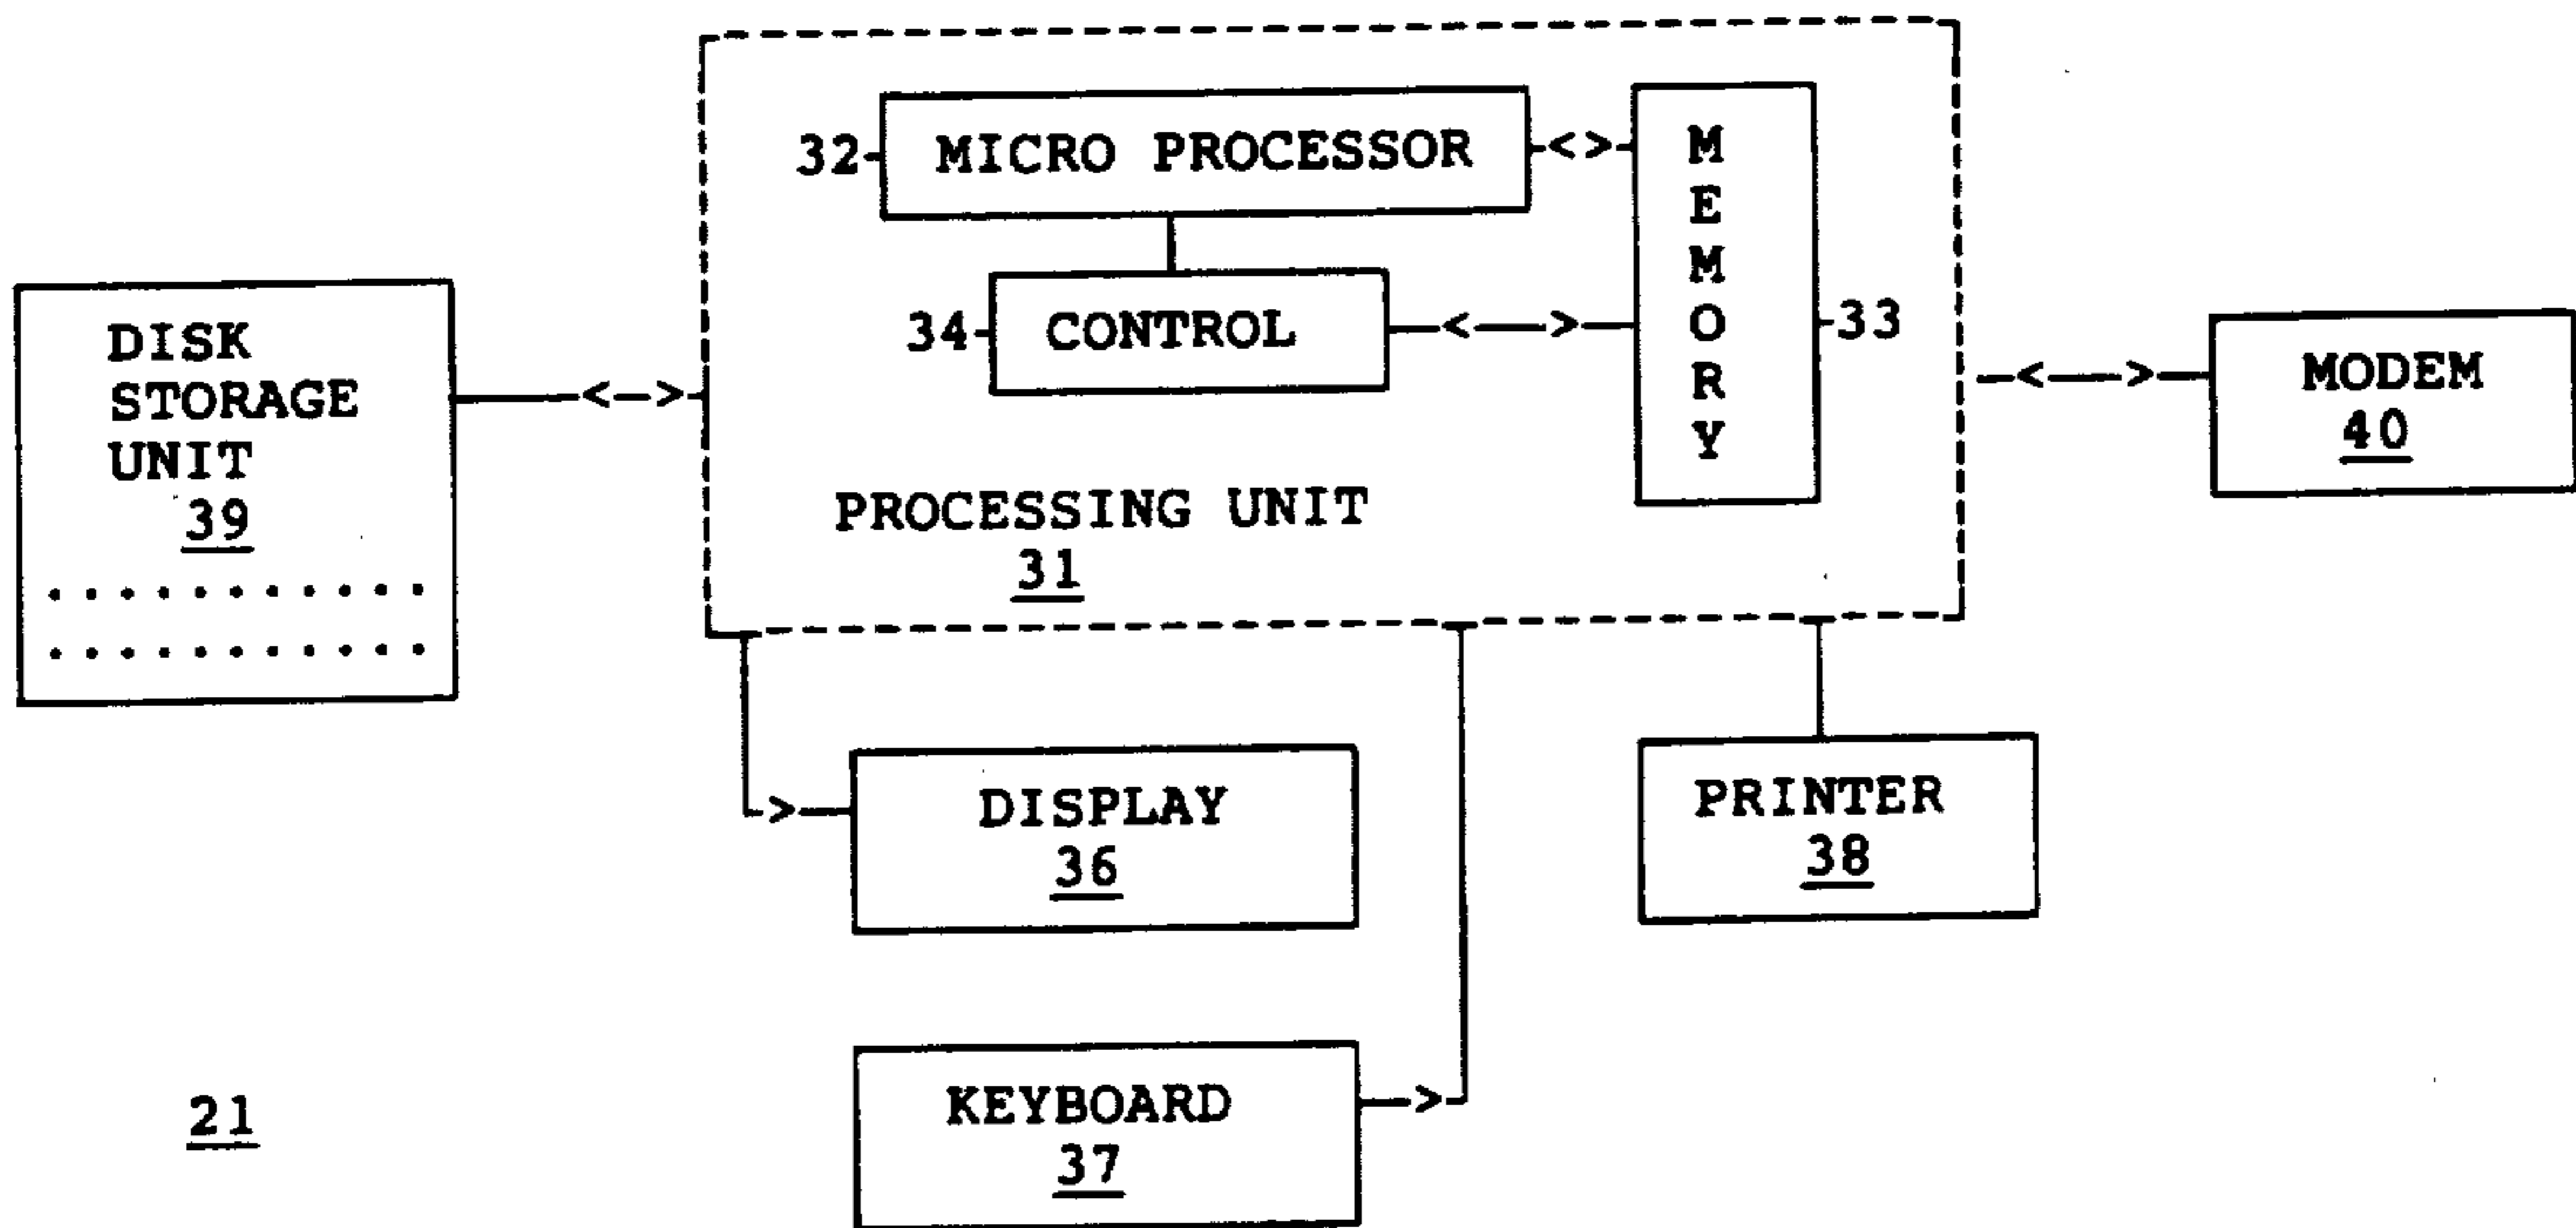 DISK
STORAGE
UNIT
39
32
MICRO PROCESSOR
34
CONTROL
MEMORY
33
PROCESSING UNIT
31
MODEM
40
DISPLAY
36
PRINTER
38
KEYBOARD
37
21